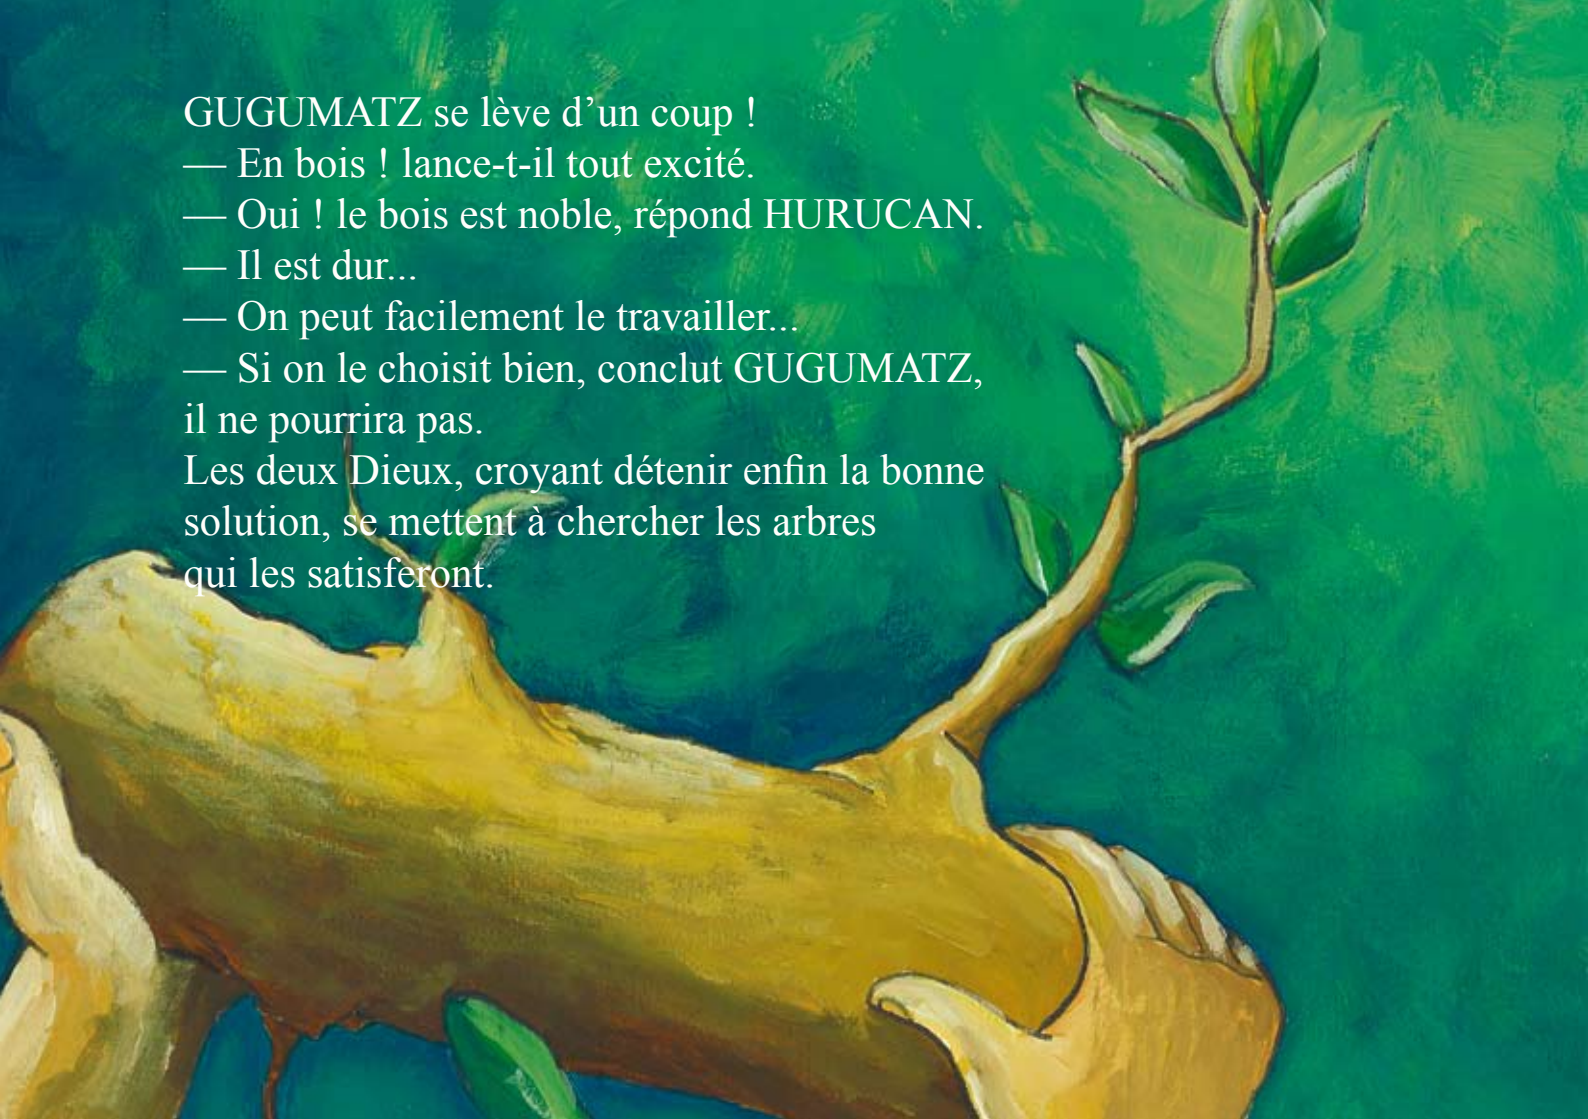 GUGUMATZ se lève d’un coup !
— En bois ! lance-t-il tout excité.
— Oui ! le bois est noble, répond HURUCAN.
— Il est dur...
— On peut facilement le travailler...
— Si on le choisit bien, conclut GUGUMATZ,
il ne pourrira pas.
Les deux Dieux, croyant détenir enfin la bonne
solution, se mettent à chercher les arbres
qui les satisferont.